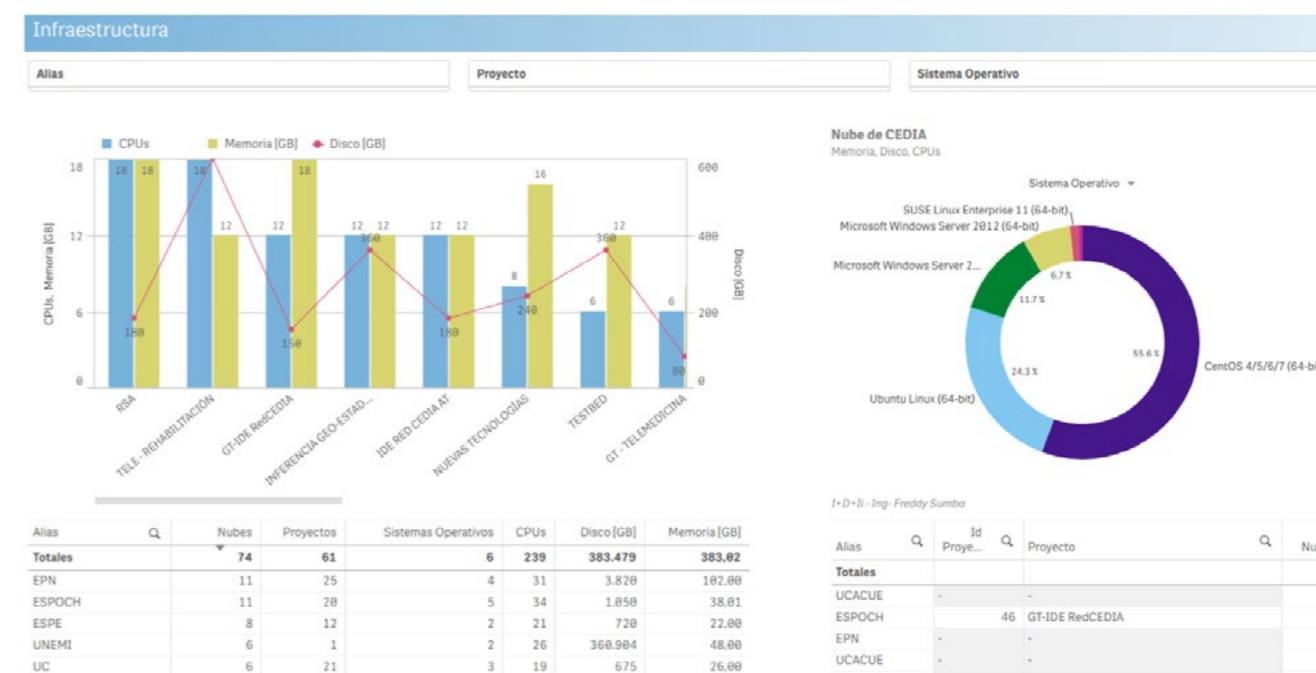 Infraestructura
Alias
Proyecto
Sistema Operativo
CPUs
Memoria [GB]
Disco [GB]
18
12
6
0
CPUs, Memoria [GB]
600
400
200
0
Disco [GB]
18 18
18
12
12
18
12 12
12 12
8
16
6
12
6
180
150
360
180
240
360
80
RSA
TELE - REHABILITACIÓN
GT-IDE RedCEDIA
INFERENCIA GEO-ESTAD...
IDE RED CEDIA AT
NUEVAS TECNOLOGÍAS
TESTBED
GT - TELEMEDICINA
Nube de CEDIA
Memoria, Disco, CPUs
Sistema Operativo
SUSE Linux Enterprise 11 (64-bit)
Microsoft Windows Server 2012 (64-bit)
Microsoft Windows Server 2...
6.7 %
11.7 %
55.6 %
24.3 %
CentOS 4/5/6/7 (64-bi
Ubuntu Linux (64-bit)
Alias Nubes Proyectos Sistemas Operativos CPUs Disco [GB] Memoria [GB]
Totales 74 61 6 239 383.479 383,02
EPN 11 25 4 31 3.820 102,00
ESPOCH 11 20 5 34 1.050 38,01
ESPE 8 12 2 21 720 22,00
UNEMI 6 1 2 26 360.904 48,00
UC 6 21 3 19 675 26,00
I+D+Ii - Ing- Freddy Sumba
Alias Id Proye... Proyecto Nu
Totales
UCACUE - -
ESPOCH 46 GT-IDE RedCEDIA
EPN - -
UCACUE - -